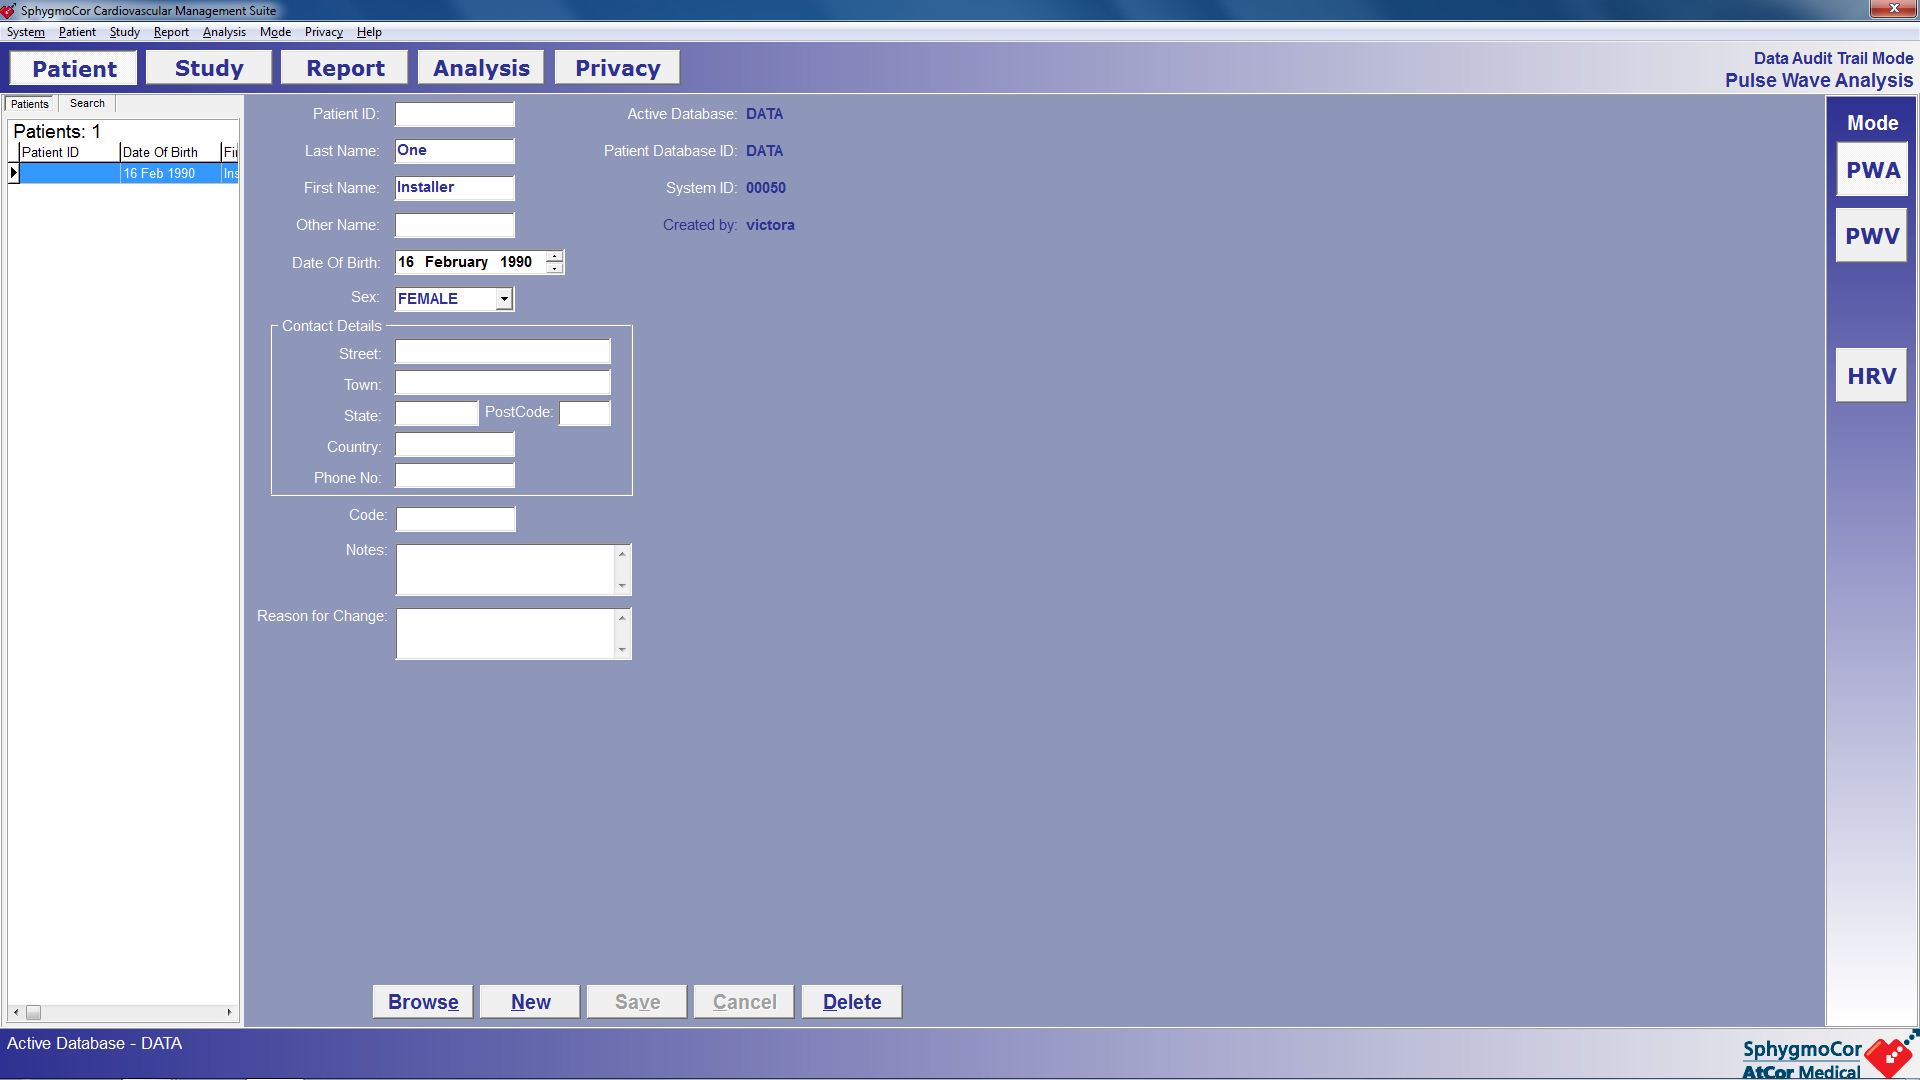 SphygmoCor Cardiovascular Management Suite
System Patient Study Report Analysis Mode Privacy Help
Patient Study Report Analysis Privacy
Data Audit Trail Mode
Pulse Wave Analysis
Patients Search
Patients: 1
Patient ID Date Of Birth Fi
16 Feb 1990 Ins
Patient ID:
Last Name: One
First Name: Installer
Other Name:
Date Of Birth: 16 February 1990
Sex: FEMALE
Active Database: DATA
Patient Database ID: DATA
System ID: 00050
Created by: victora
Contact Details
Street:
Town:
State: PostCode:
Country:
Phone No:
Code:
Notes:
Reason for Change:
Mode
PWA
PWV
HRV
Browse New Save Cancel Delete
Active Database - DATA
SphygmoCor
AtCor Medical